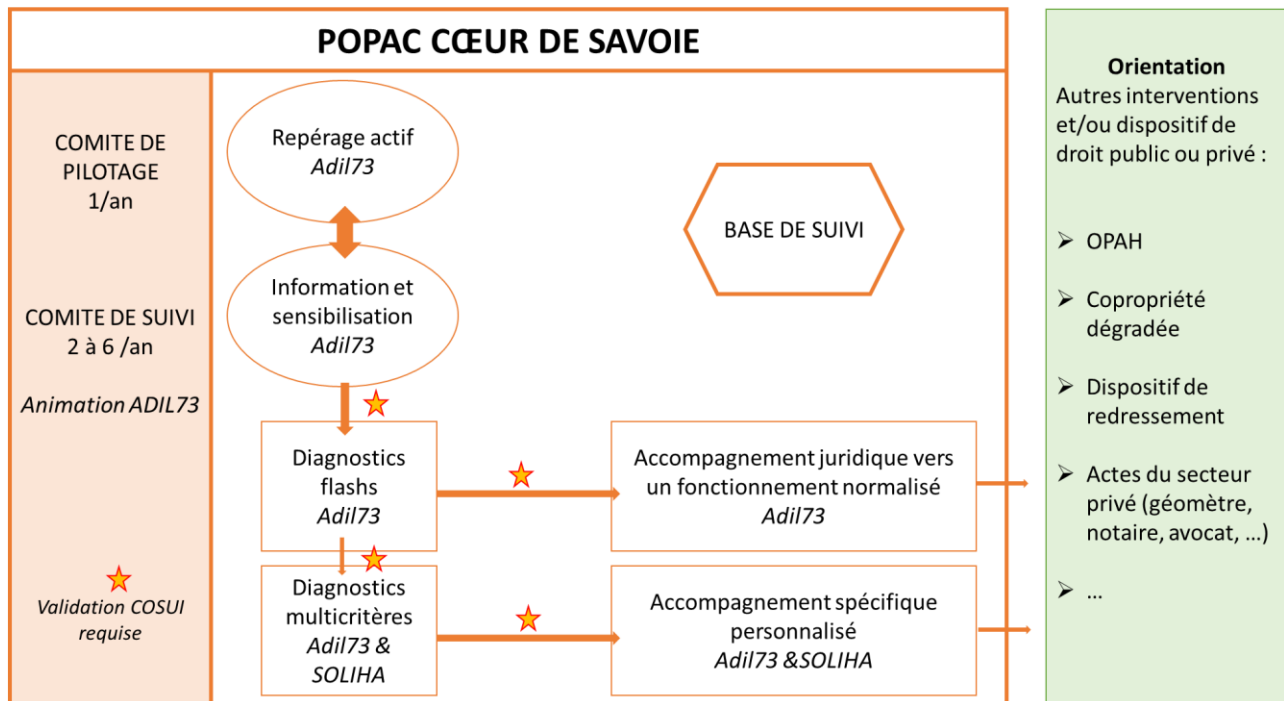 POPAC CŒUR DE SAVOIE
COMITE DE
PILOTAGE
1/an
COMITE DE SUIVI
2 à 6 /an
Animation ADIL73
Validation COSUI
requise
Repérage actif
Adil73
Information et
sensibilisation
Adil73
BASE DE SUIVI
Diagnostics
flashs
Adil73
Accompagnement juridique vers
un fonctionnement normalisé
Adil73
Diagnostics
multicritères
Adil73 &
SOLIHA
Accompagnement spécifique
personnalisé
Adil73 &SOLIHA
Orientation
Autres interventions
et/ou dispositif de
droit public ou privé :
➢ OPAH
➢ Copropriété
dégradée
➢ Dispositif de
redressement
➢ Actes du secteur
privé (géomètre,
notaire, avocat, ...)
➢ ...